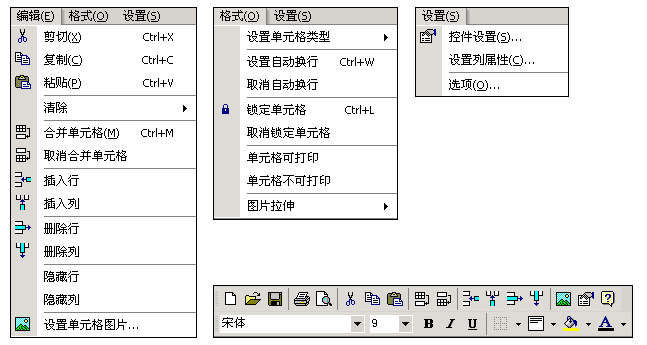 编辑(E) 格式(O) 设置(S)
剪切(X) Ctrl+X
复制(C) Ctrl+C
粘贴(P) Ctrl+V
清除
合并单元格(M) Ctrl+M
取消合并单元格
插入行
插入列
删除行
删除列
隐藏行
隐藏列
设置单元格图片...
格式(O) 设置(S)
设置单元格类型
设置自动换行 Ctrl+W
取消自动换行
锁定单元格 Ctrl+L
取消锁定单元格
单元格可打印
单元格不可打印
图片拉伸
设置(S)
控件设置(S)...
设置列属性(C)...
选项(O)...
宋体 9 B I U A